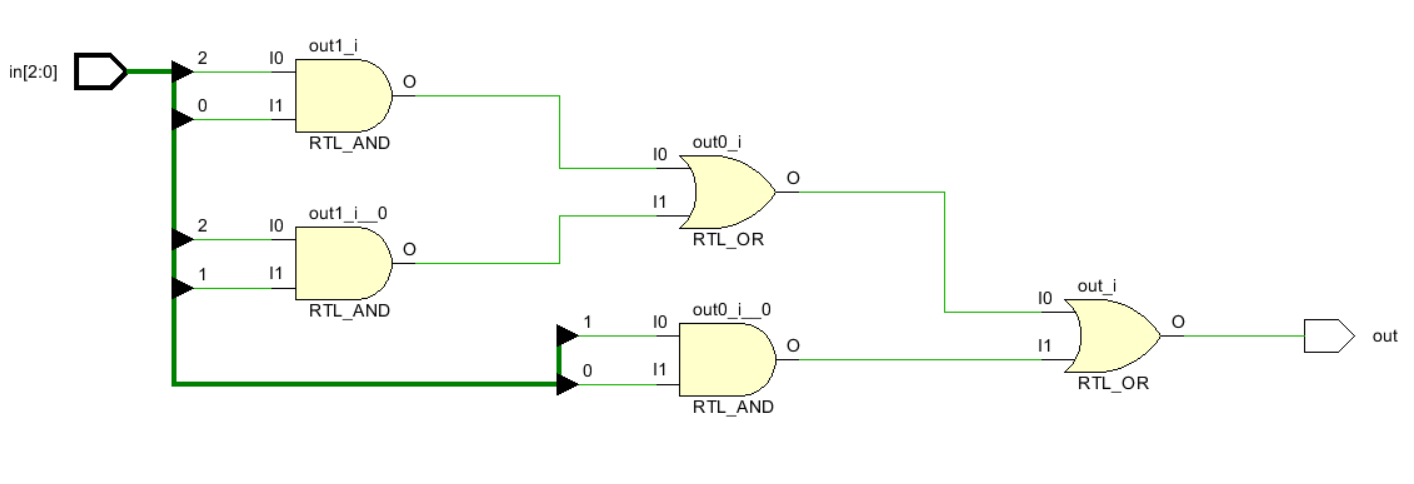 out1_i
in[2:0]
2
I0
O
0
I1
RTL_AND
out0_i
I0
O
I1
RTL_OR
out1_i__0
2
I0
O
1
I1
RTL_AND
out_i
I0
O
out
I1
RTL_OR
out0_i__0
1
I0
O
0
I1
RTL_AND